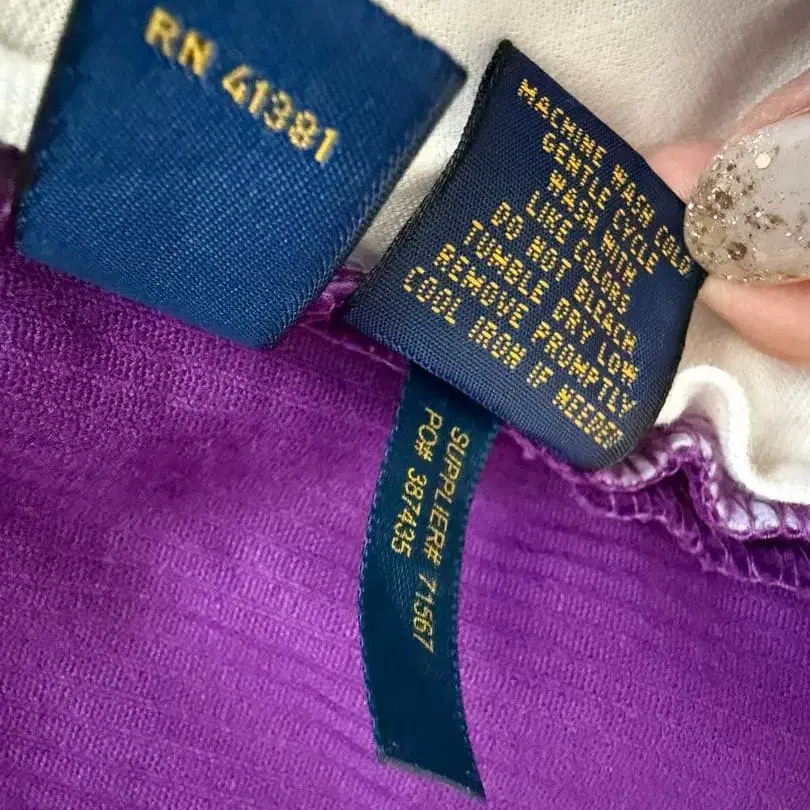 RN 41381
MACHINE WASH COLD
GENTLE CYCLE
WASH WITH
LIKE COLORS
DO NOT BLEACH
TUMBLE DRY LOW
REMOVE PROMPTLY
COOL IRON IF NEEDED
SUPPLIER# 71567
PO# 387435